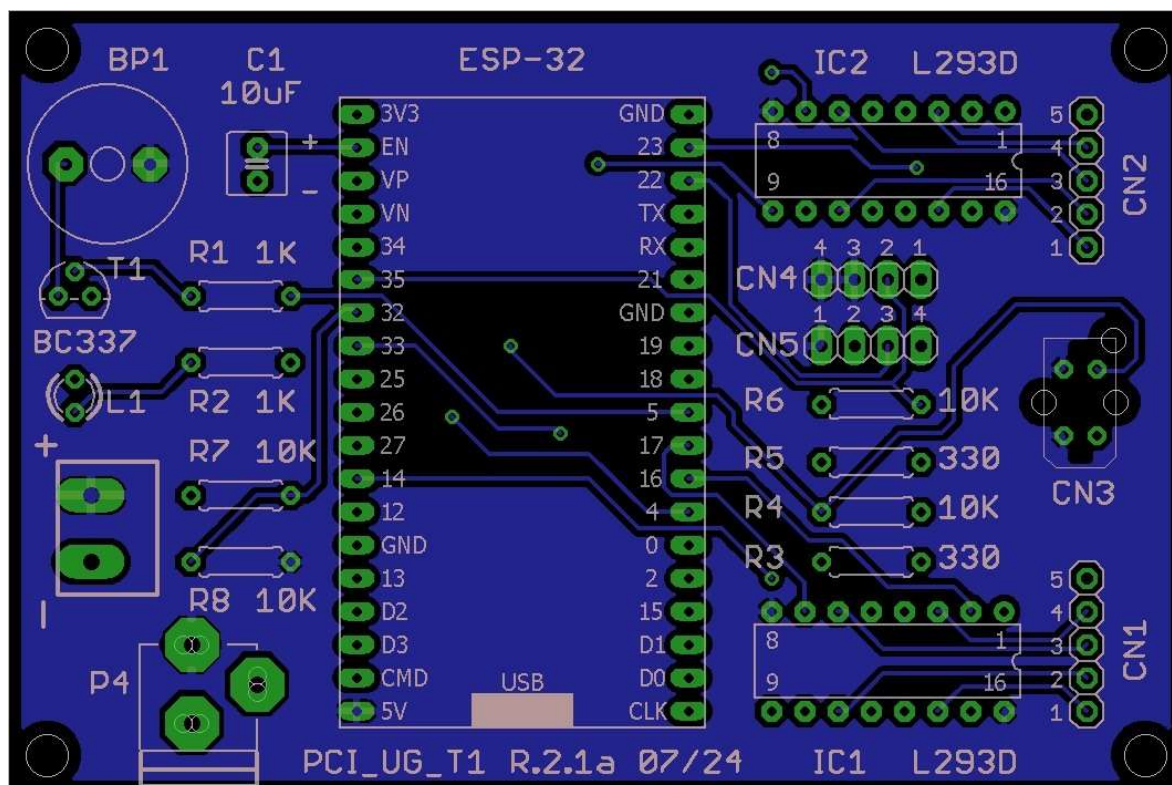 BP1
C1
10uF
+
-
ESP-32
IC2 L293D
3V3
EN
VP
VN
34
35
32
33
25
26
27
14
12
GND
13
D2
D3
CMD
5V
GND
23
22
TX
RX
21
GND
19
18
5
17
16
4
0
2
15
D1
D0
CLK
USB
8 1
9 16
5
4
3
2
1
CN2
4 3 2 1
CN4
1 2 3 4
CN5
R1 1K
T1
BC337
L1
R2 1K
R7 10K
R8 10K
+
-
P4
R6 10K
R5 330
R4 10K
R3 330
CN3
8 1
9 16
5
4
3
2
1
CN1
PCI_UG_T1 R.2.1a 07/24
IC1 L293D